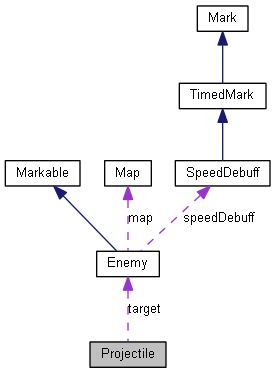 Mark
TimedMark
Markable
Map
SpeedDebuff
map
speedDebuff
Enemy
target
Projectile